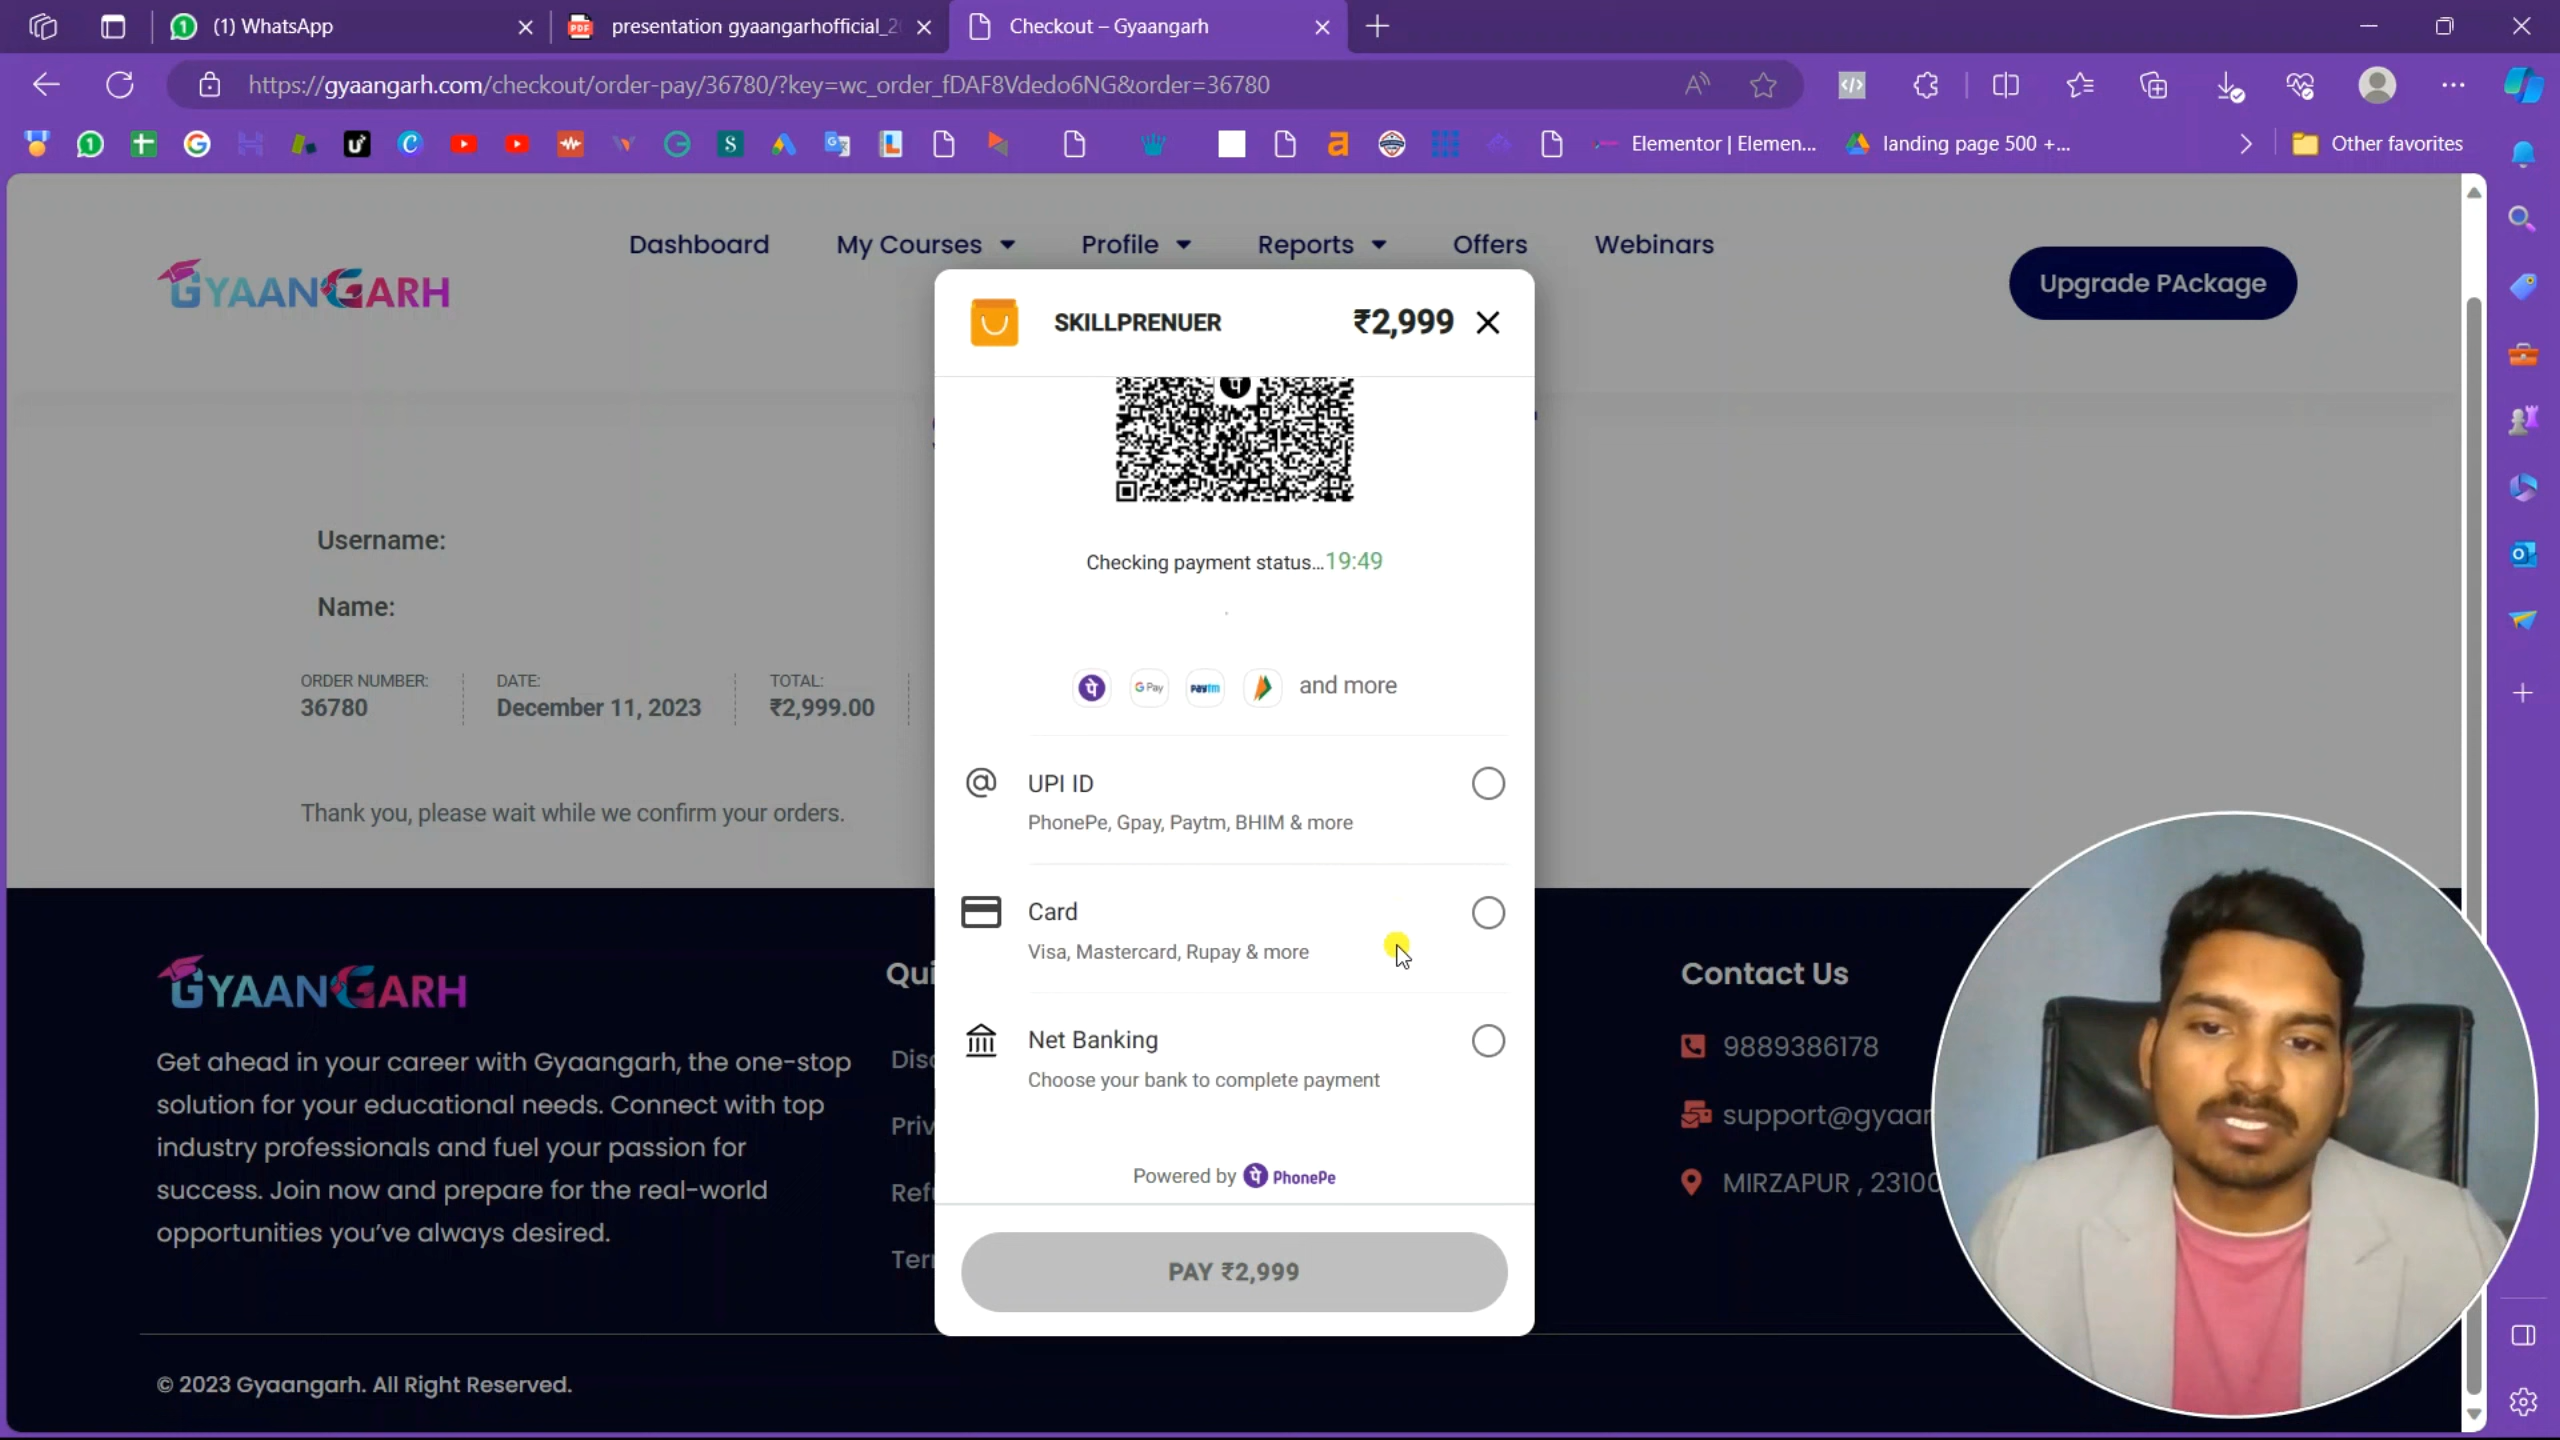 (1) WhatsApp
presentation gyaangarhofficial_2
Checkout – Gyaangarh
https://gyaangarh.com/checkout/order-pay/36780/?key=wc_order_fDAF8Vdedo6NG&order=36780
Elementor | Elemen...
landing page 500 +...
Other favorites
GYAANGARH
Dashboard
My Courses
Profile
Reports
Offers
Webinars
Upgrade PAckage
SKILLPRENUER
₹2,999
Checking payment status...19:49
G Pay
paytm
and more
UPI ID
PhonePe, Gpay, Paytm, BHIM & more
Card
Visa, Mastercard, Rupay & more
Net Banking
Choose your bank to complete payment
Powered by PhonePe
PAY ₹2,999
Username:
Name:
ORDER NUMBER:
36780
DATE:
December 11, 2023
TOTAL:
₹2,999.00
Thank you, please wait while we confirm your orders.
GYAANGARH
Get ahead in your career with Gyaangarh, the one-stop
solution for your educational needs. Connect with top
industry professionals and fuel your passion for
success. Join now and prepare for the real-world
opportunities you've always desired.
Contact Us
9889386178
support@gyaar
MIRZAPUR , 23100
© 2023 Gyaangarh. All Right Reserved.